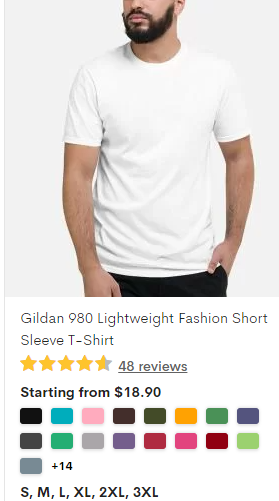 Gildan 980 Lightweight Fashion Short
Sleeve T-Shirt
48 reviews
Starting from $18.90
+14
S, M, L, XL, 2XL, 3XL